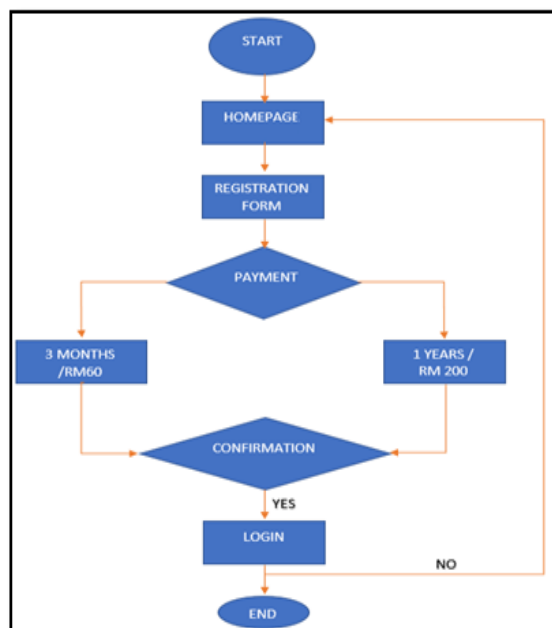 START
HOMEPAGE
REGISTRATION
FORM
PAYMENT
3 MONTHS
/RM60
1 YEARS /
RM 200
CONFIRMATION
YES
LOGIN
NO
END